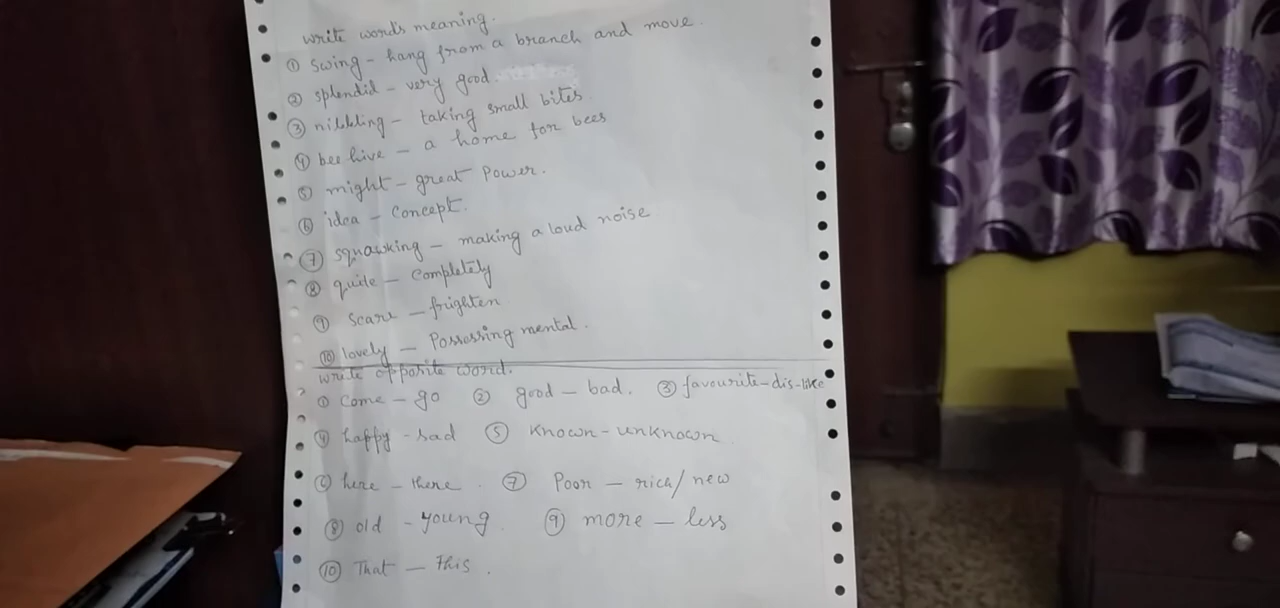 write words meaning.
① swing - hang from a branch and move.
② splendid - very good.
③ nibbling - taking small bites.
④ bee hive - a home for bees
⑤ might - great Power.
⑥ idea - Concept.
⑦ squawking - making a loud noise.
⑧ quite - Completely
⑨ scare - frighten
⑩ lovely - Possessing mental.
write opposite word.
① Come - go ② good - bad. ③ favourite - dis-like
④ happy - sad ⑤ Known - unknown.
⑥ here - there. ⑦ Poor - rich/new
⑧ old - young. ⑨ more - less
⑩ That - This.